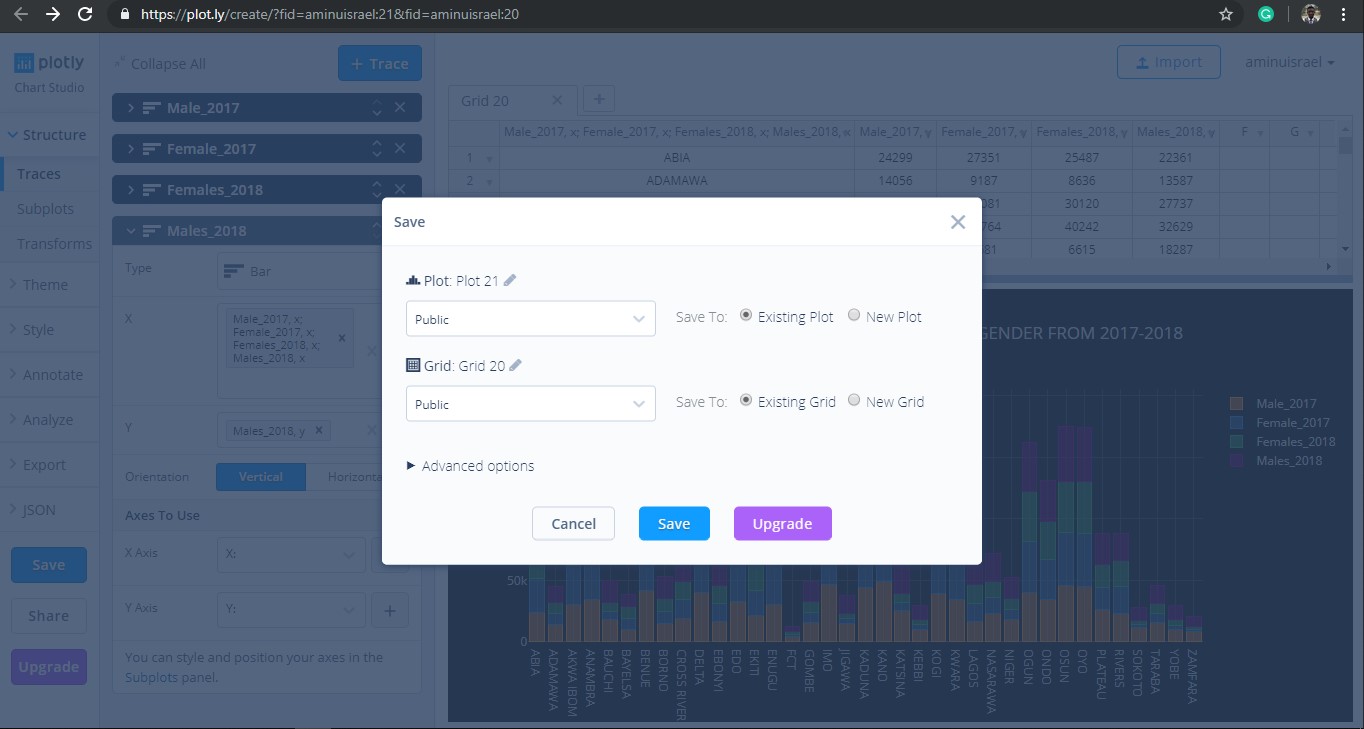 https://plot.ly/create/?fid=aminuisrael:21&fid=aminuisrael:20
plotly
Chart Studio
Structure
Traces
Subplots
Transforms
Theme
Style
Annotate
Analyze
Export
JSON
Save
Share
Upgrade
Collapse All
+ Trace
Male_2017
Female_2017
Females_2018
Males_2018
Type
Bar
X
Male_2017, x;
Female_2017, x;
Females_2018, x;
Males_2018, x
Y
Males_2018, y
Orientation
Vertical
Horizonta
Axes To Use
X Axis
X:
Y Axis
Y:
You can style and position your axes in the
Subplots panel.
Import
aminuisrael
Grid 20
Male_2017, x; Female_2017, x; Females_2018, x; Males_2018, Male_2017, Female_2017, Females_2018, Males_2018, F G
1 ABIA 24299 27351 25487 22361
2 ADAMAWA 14056 9187 8636 13587
081 30120 27737
764 40242 32629
6615 18287
Save
Plot: Plot 21
Public
Save To: Existing Plot New Plot
Grid: Grid 20
Public
Save To: Existing Grid New Grid
Advanced options
Cancel
Save
Upgrade
GENDER FROM 2017-2018
Male_2017
Female_2017
Females_2018
Males_2018
50k
0
ABIA
ADAMAWA
AKWA IBOM
ANAMBRA
BAUCHI
BAYELSA
BENUE
BORNO
CROSS RIVER
DELTA
EBONYI
EDO
EKITI
ENUGU
FCT
GOMBE
IMO
JIGAWA
KADUNA
KANO
KATSINA
KEBBI
KOGI
KWARA
LAGOS
NASARAWA
NIGER
OGUN
ONDO
OSUN
OYO
PLATEAU
RIVERS
SOKOTO
TARABA
YOBE
ZAMFARA